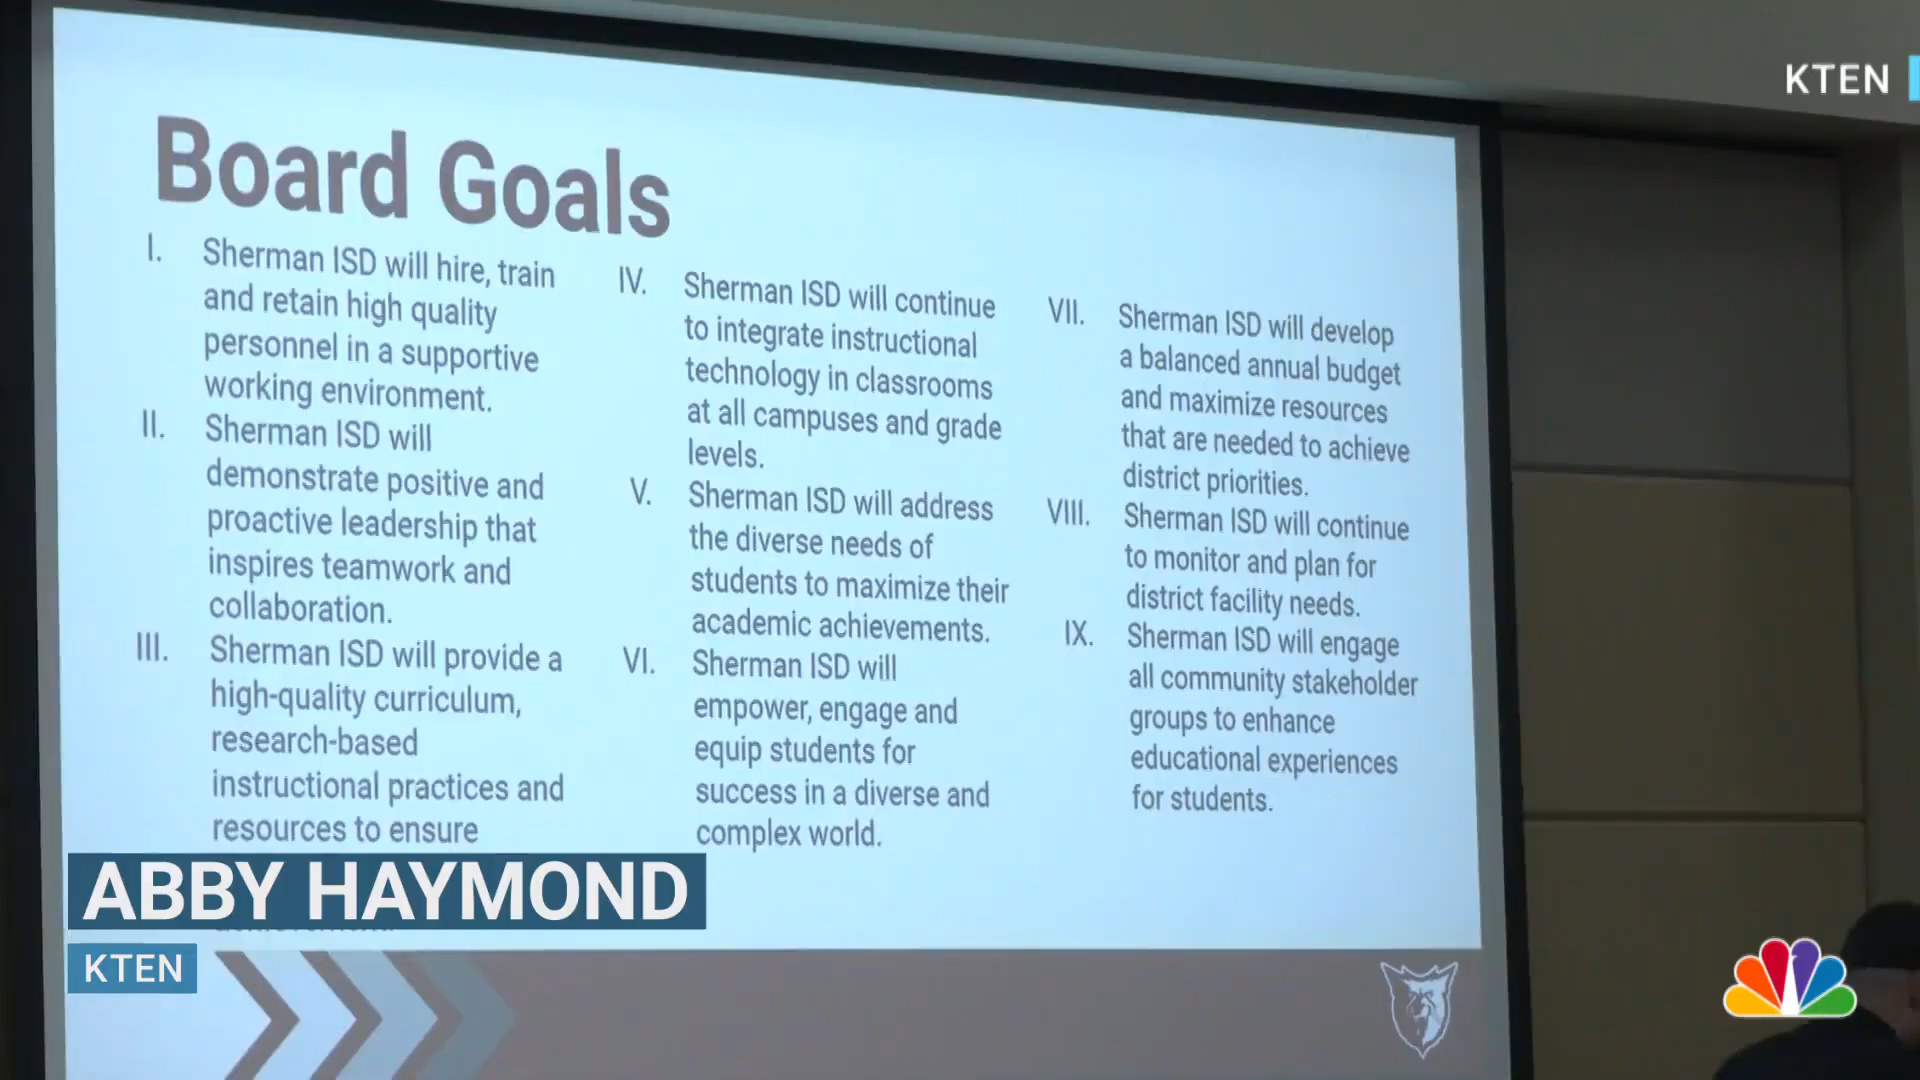 KTEN
Board Goals
I. Sherman ISD will hire, train
and retain high quality
personnel in a supportive
working environment.
II. Sherman ISD will
demonstrate positive and
proactive leadership that
inspires teamwork and
collaboration.
III. Sherman ISD will provide a
high-quality curriculum,
research-based
instructional practices and
resources to ensure
IV. Sherman ISD will continue
to integrate instructional
technology in classrooms
at all campuses and grade
levels.
V. Sherman ISD will address
the diverse needs of
students to maximize their
academic achievements.
VI. Sherman ISD will
empower, engage and
equip students for
success in a diverse and
complex world.
VII. Sherman ISD will develop
a balanced annual budget
and maximize resources
that are needed to achieve
district priorities.
VIII. Sherman ISD will continue
to monitor and plan for
district facility needs.
IX. Sherman ISD will engage
all community stakeholder
groups to enhance
educational experiences
for students.
ABBY HAYMOND
KTEN